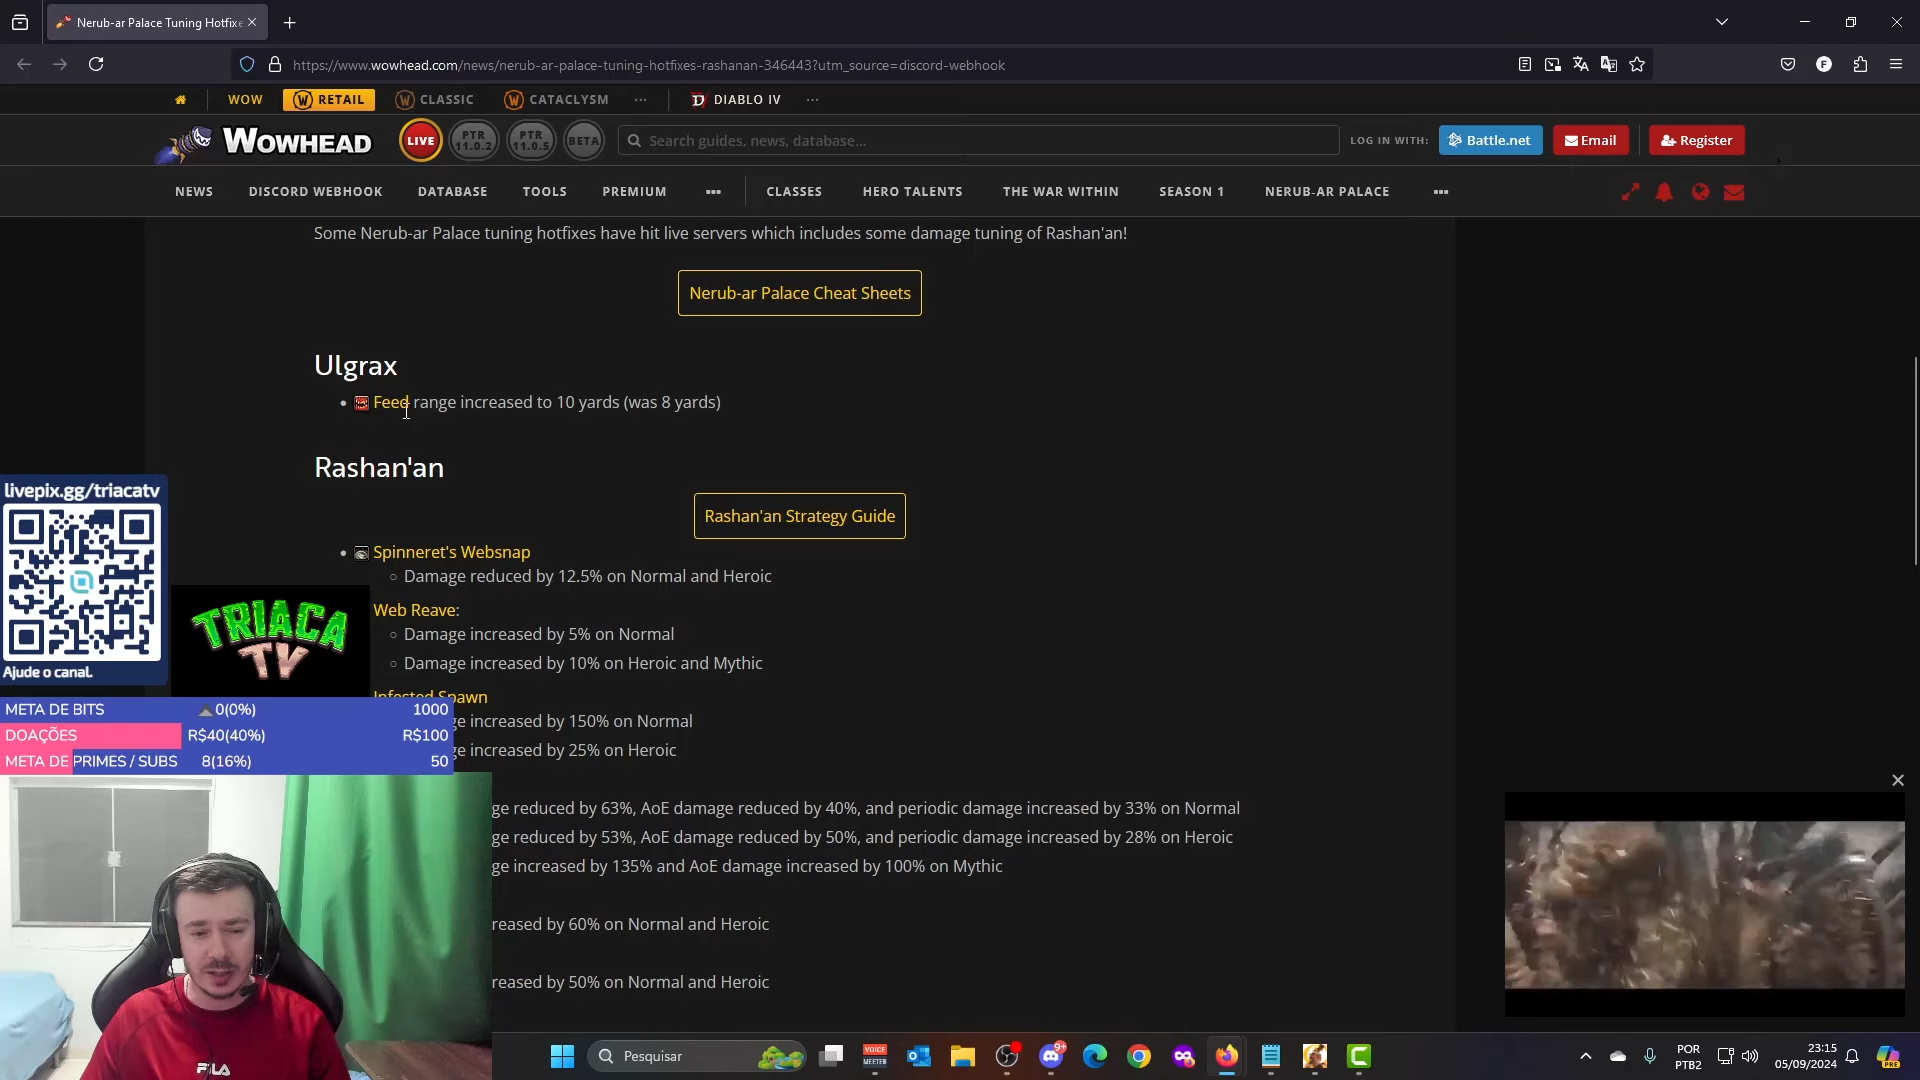 Nerub-ar Palace Tuning Hotfixe
https://www.wowhead.com/news/nerub-ar-palace-tuning-hotfixes-rashanan-346443?utm_source=discord-webhook
WOW RETAIL CLASSIC CATACLYSM ... DIABLO IV ...
WOWHEAD LIVE PTR 11.0.2 PTR 11.0.5 BETA Search guides, news, database... LOG IN WITH: Battle.net Email Register
NEWS DISCORD WEBHOOK DATABASE TOOLS PREMIUM ... CLASSES HERO TALENTS THE WAR WITHIN SEASON 1 NERUB-AR PALACE ...
Some Nerub-ar Palace tuning hotfixes have hit live servers which includes some damage tuning of Rashan'an!
Nerub-ar Palace Cheat Sheets
Ulgrax
Feed range increased to 10 yards (was 8 yards)
Rashan'an
Rashan'an Strategy Guide
Spinneret's Websnap
Damage reduced by 12.5% on Normal and Heroic
Web Reave:
Damage increased by 5% on Normal
Damage increased by 10% on Heroic and Mythic
Infested Spawn
ge increased by 150% on Normal
ge increased by 25% on Heroic
ge reduced by 63%, AoE damage reduced by 40%, and periodic damage increased by 33% on Normal
ge reduced by 53%, AoE damage reduced by 50%, and periodic damage increased by 28% on Heroic
ge increased by 135% and AoE damage increased by 100% on Mythic
reased by 60% on Normal and Heroic
reased by 50% on Normal and Heroic
livepix.gg/triacatv
Ajude o canal.
TRIACA
TV
META DE BITS 0(0%) 1000
DOAÇÕES R$40(40%) R$100
META DE PRIMES / SUBS 8(16%) 50
FILA
Pesquisar
VOICE
MEETER
9+
POR
PTB2
23:15
05/09/2024
PRE